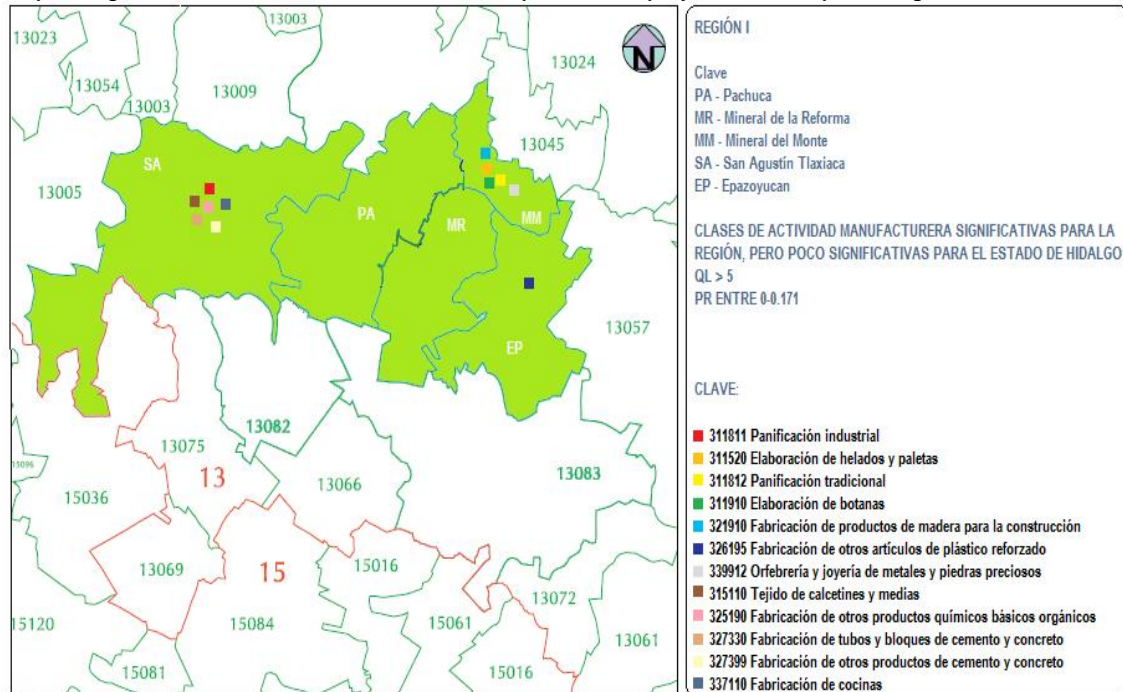 13023
13003
13054
13003
13009
N
13024
13045
13005
SA
PA
MR
MM
13057
EP
13075
13082
13
15096
15036
13066
13083
13069
15
15016
13072
15120
15084
15061
13061
15081
15016
REGIÓN I
Clave
PA - Pachuca
MR - Mineral de la Reforma
MM - Mineral del Monte
SA - San Agustín Tlaxiaca
EP - Epazoyucan
CLASES DE ACTIVIDAD MANUFACTURERA SIGNIFICATIVAS PARA LA
REGIÓN, PERO POCO SIGNIFICATIVAS PARA EL ESTADO DE HIDALGO
QL > 5
PR ENTRE 0-0.171
CLAVE:
311811 Panificación industrial
311520 Elaboración de helados y paletas
311812 Panificación tradicional
311910 Elaboración de botanas
321910 Fabricación de productos de madera para la construcción
326195 Fabricación de otros artículos de plástico reforzado
339912 Orfebrería y joyería de metales y piedras preciosos
315110 Tejido de calcetines y medias
325190 Fabricación de otros productos químicos básicos orgánicos
327330 Fabricación de tubos y bloques de cemento y concreto
327399 Fabricación de otros productos de cemento y concreto
337110 Fabricación de cocinas